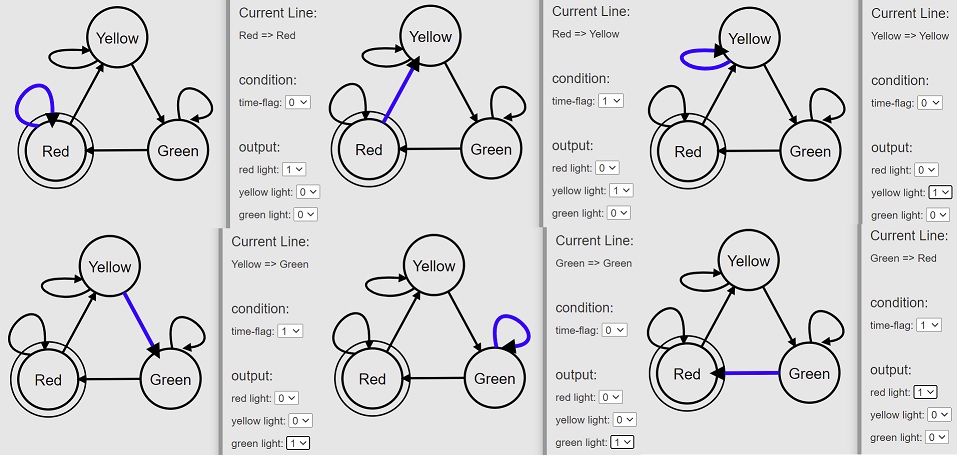 Yellow
Red
Green
Current Line:
Red => Red
condition:
time-flag: 0
output:
red light: 1
yellow light: 0
green light: 0
Yellow
Red
Green
Current Line:
Red => Yellow
condition:
time-flag: 1
output:
red light: 0
yellow light: 1
green light: 0
Yellow
Red
Green
Current Line:
Yellow => Yellow
condition:
time-flag: 0
output:
red light: 0
yellow light: 1
green light: 0
Yellow
Red
Green
Current Line:
Yellow => Green
condition:
time-flag: 1
output:
red light: 0
yellow light: 0
green light: 1
Yellow
Red
Green
Current Line:
Green => Green
condition:
time-flag: 0
output:
red light: 0
yellow light: 0
green light: 1
Yellow
Red
Green
Current Line:
Green => Red
condition:
time-flag: 1
output:
red light: 1
yellow light: 0
green light: 0